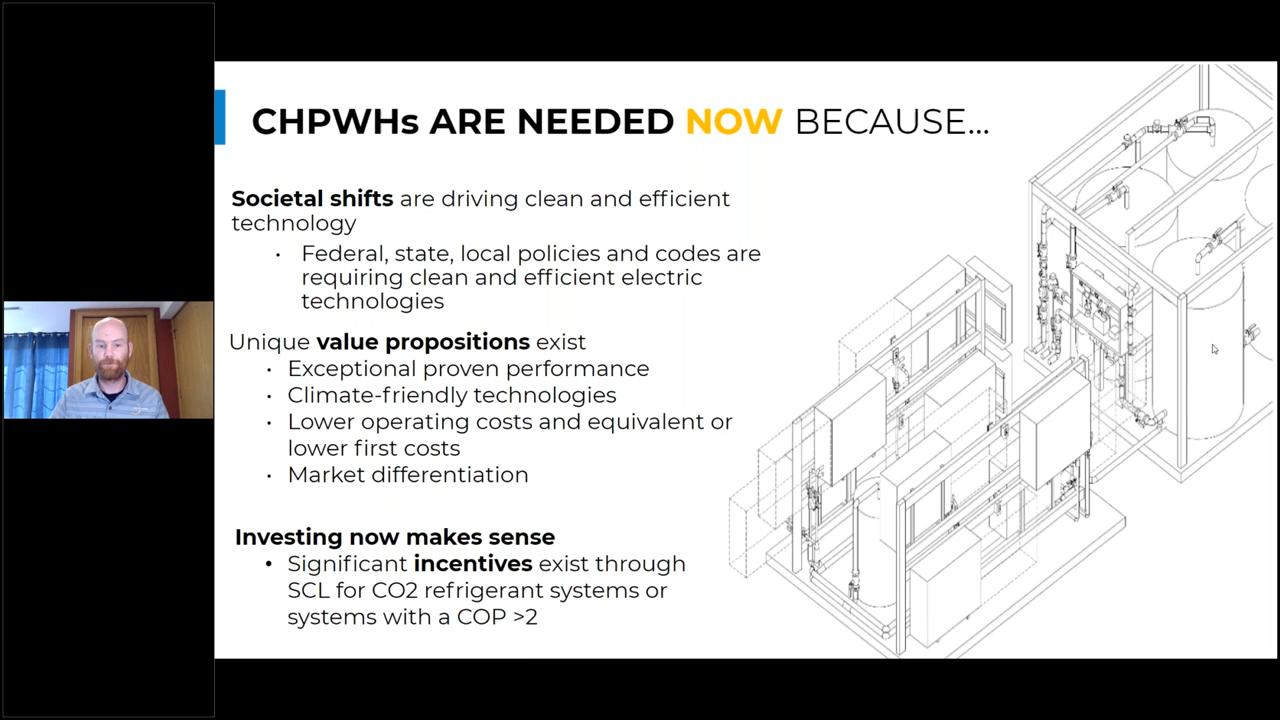 CHPWHs ARE NEEDED NOW BECAUSE...
Societal shifts are driving clean and efficient
technology
• Federal, state, local policies and codes are
requiring clean and efficient electric
technologies
Unique value propositions exist
• Exceptional proven performance
• Climate-friendly technologies
• Lower operating costs and equivalent or
lower first costs
• Market differentiation
Investing now makes sense
• Significant incentives exist through
SCL for CO2 refrigerant systems or
systems with a COP >2